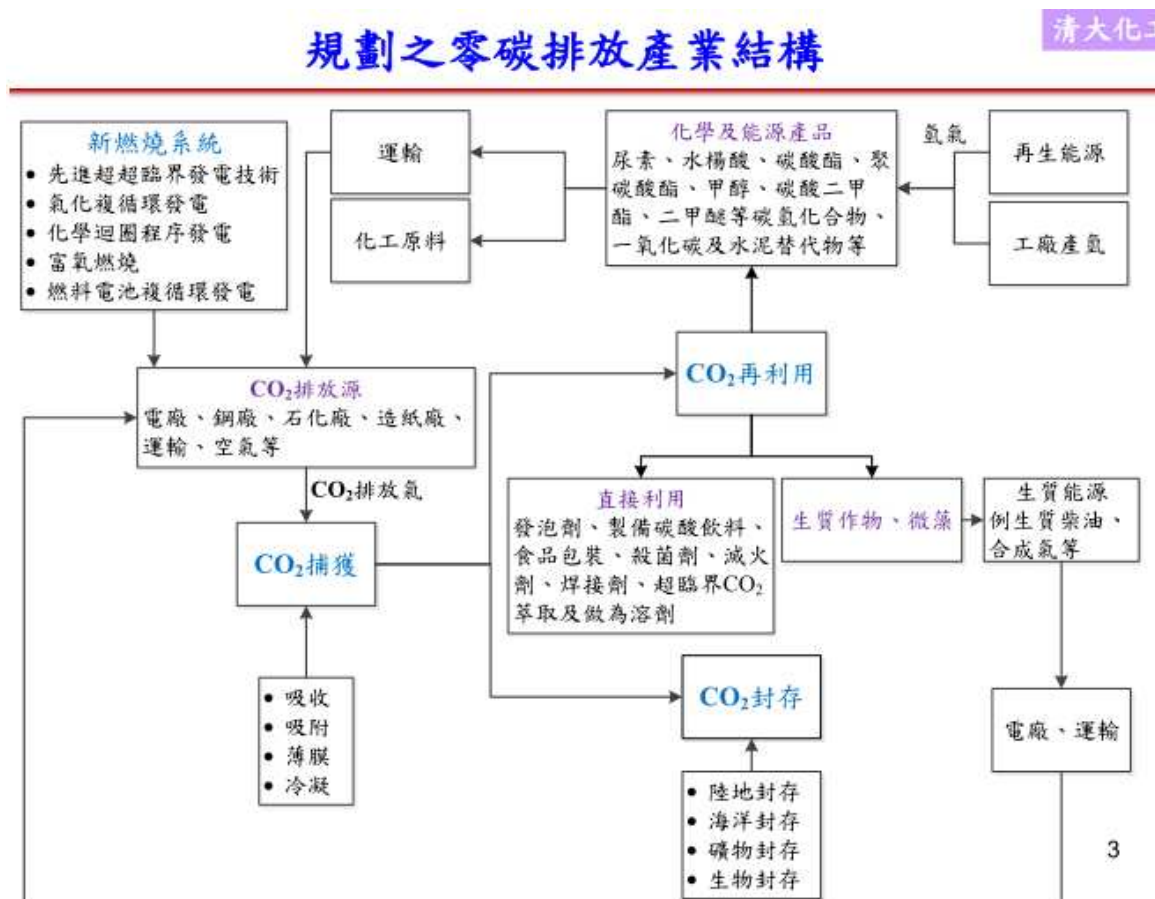 清大化工
規劃之零碳排放產業結構
新燃燒系統
• 先進超超臨界發電技術
• 氣化複循環發電
• 化學迴圈程序發電
• 富氧燃燒
• 燃料電池複循環發電
運輸
化工原料
化學及能源產品
尿素、水楊酸、碳酸酯、聚
碳酸酯、甲醇、碳酸二甲
酯、二甲醚等碳氫化合物、
一氧化碳及水泥替代物等
氫氣
再生能源
工廠產氫
CO₂排放源
電廠、鋼廠、石化廠、造紙廠、
運輸、空氣等
CO₂排放氣
CO₂捕獲
• 吸收
• 吸附
• 薄膜
• 冷凝
CO₂再利用
直接利用
發泡劑、製備碳酸飲料、
食品包裝、殺菌劑、滅火
劑、焊接劑、超臨界CO₂
萃取及做為溶劑
生質作物、微藻
生質能源
例生質柴油、
合成氣等
CO₂封存
• 陸地封存
• 海洋封存
• 礦物封存
• 生物封存
電廠、運輸
3